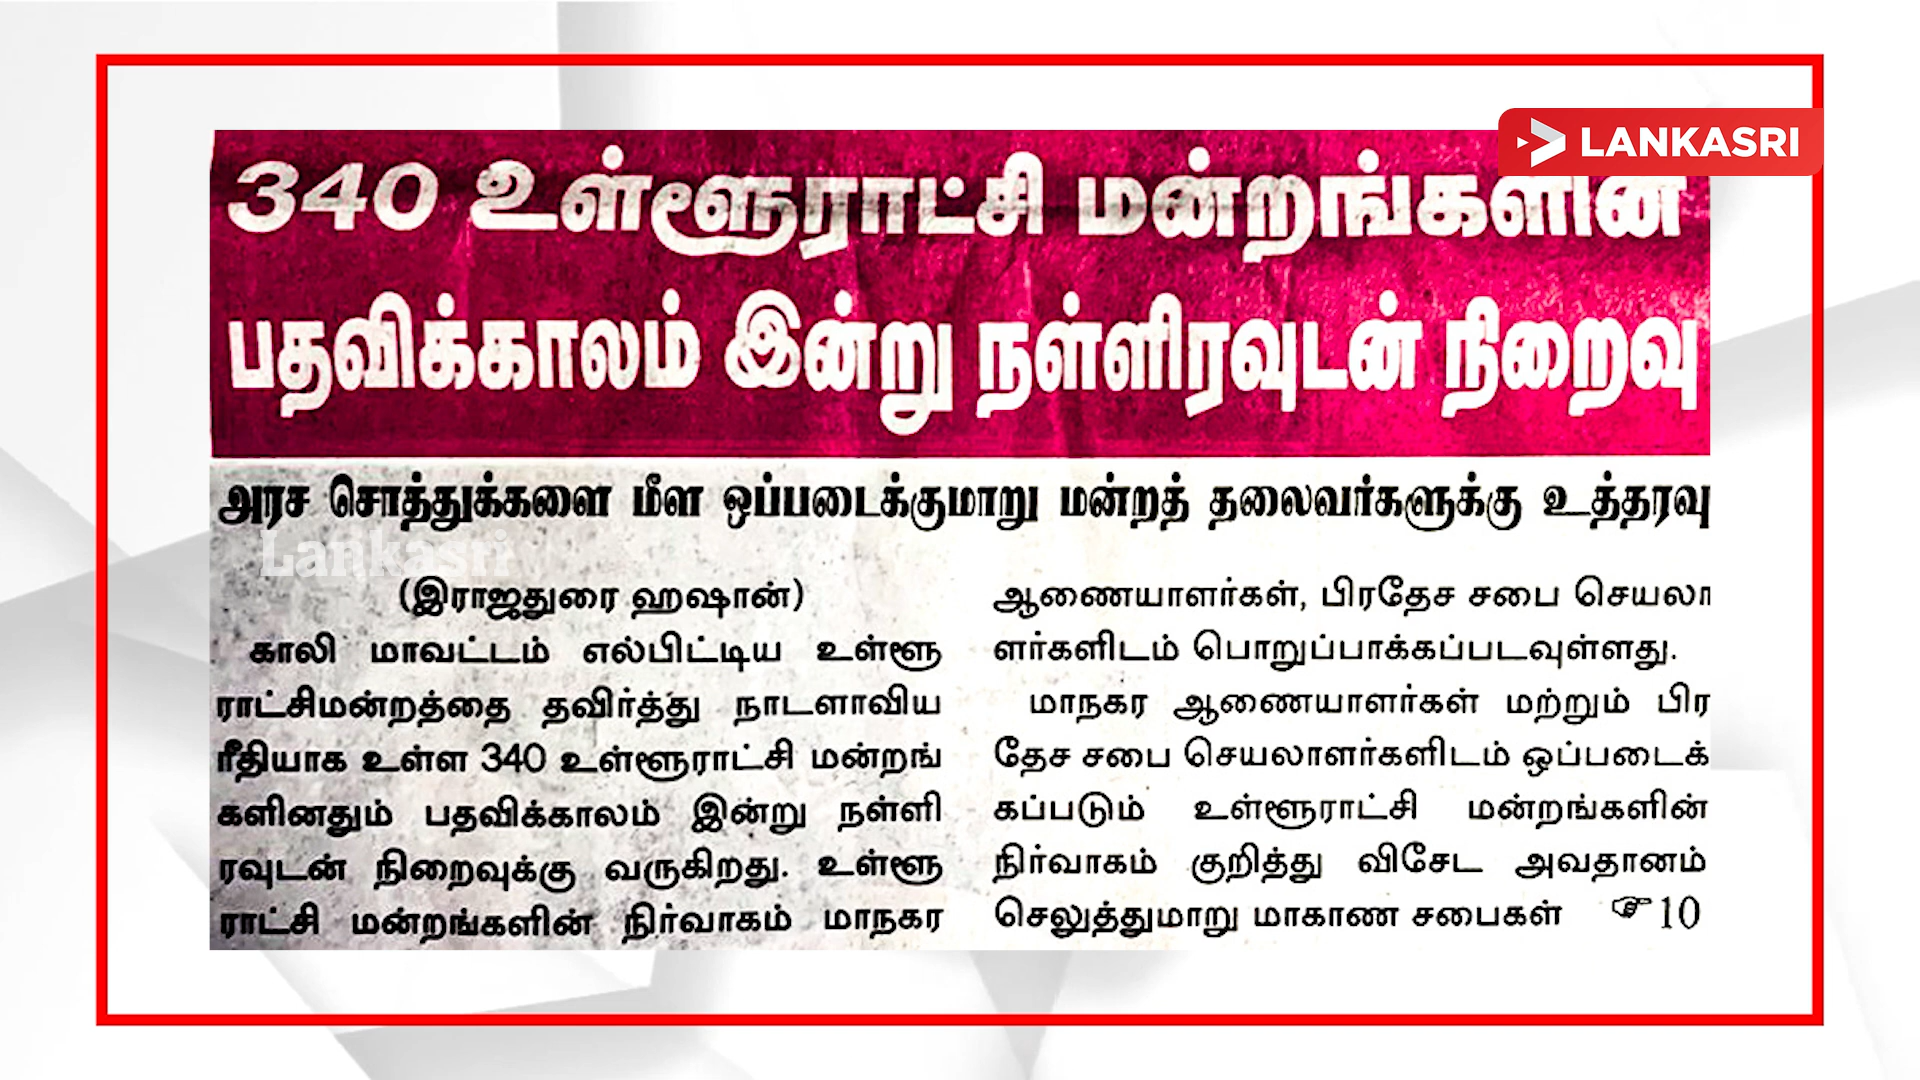 LANKASRI
340 உள்ளூராட்சி மன்றங்களின்
பதவிக்காலம் இன்று நள்ளிரவுடன் நிறைவு
அரச சொத்துக்களை மீள ஒப்படைக்குமாறு மன்றத் தலைவர்களுக்கு உத்தரவு
Lankasri
(இராஜதுரை ஹஷான்)
காலி மாவட்டம் எல்பிட்டிய உள்ளூ
ராட்சிமன்றத்தை தவிர்த்து நாடளாவிய
ரீதியாக உள்ள 340 உள்ளூராட்சி மன்றங்
களினதும் பதவிக்காலம் இன்று நள்ளி
ரவுடன் நிறைவுக்கு வருகிறது. உள்ளூ
ராட்சி மன்றங்களின் நிர்வாகம் மாநகர
ஆணையாளர்கள், பிரதேச சபை செயலா
ளர்களிடம் பொறுப்பாக்கப்படவுள்ளது.
மாநகர ஆணையாளர்கள் மற்றும் பிர
தேச சபை செயலாளர்களிடம் ஒப்படைக்
கப்படும் உள்ளூராட்சி மன்றங்களின்
நிர்வாகம் குறித்து விசேட அவதானம்
செலுத்துமாறு மாகாண சபைகள் ☞10